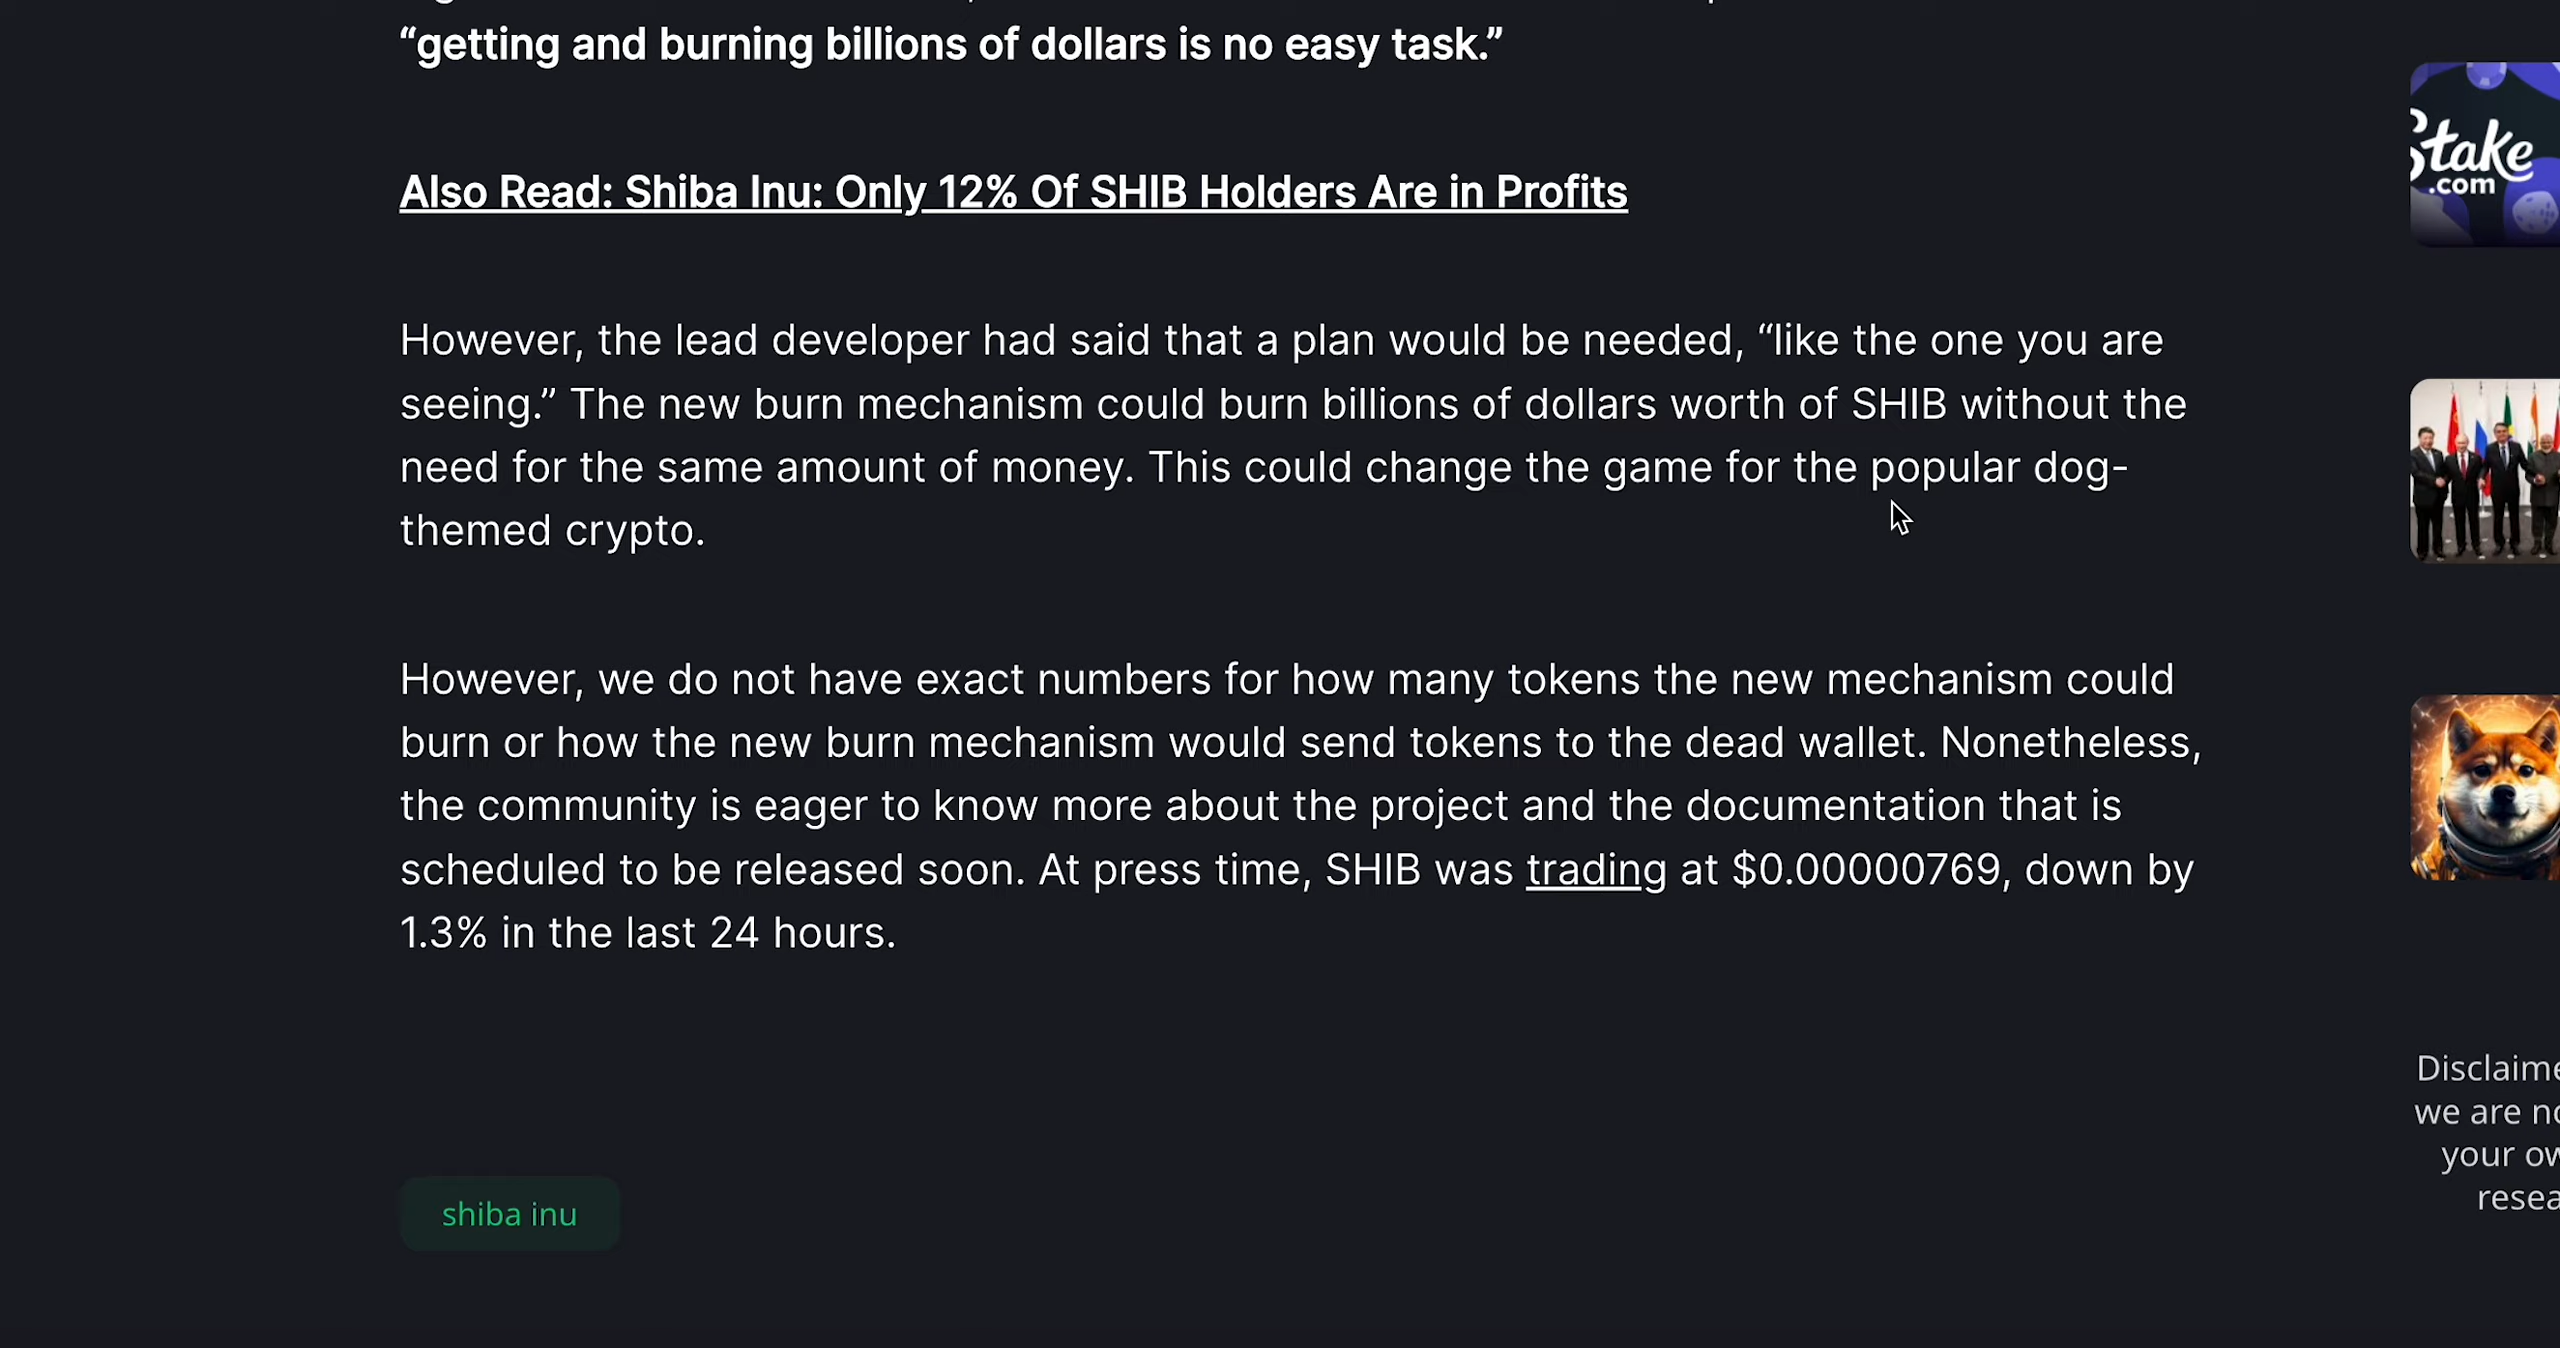 “getting and burning billions of dollars is no easy task.”
Also Read: Shiba Inu: Only 12% Of SHIB Holders Are in Profits
However, the lead developer had said that a plan would be needed, “like the one you are
seeing.” The new burn mechanism could burn billions of dollars worth of SHIB without the
need for the same amount of money. This could change the game for the popular dog-
themed crypto.
However, we do not have exact numbers for how many tokens the new mechanism could
burn or how the new burn mechanism would send tokens to the dead wallet. Nonetheless,
the community is eager to know more about the project and the documentation that is
scheduled to be released soon. At press time, SHIB was trading at $0.00000769, down by
1.3% in the last 24 hours.
shiba inu
Stake
.com
we are
your